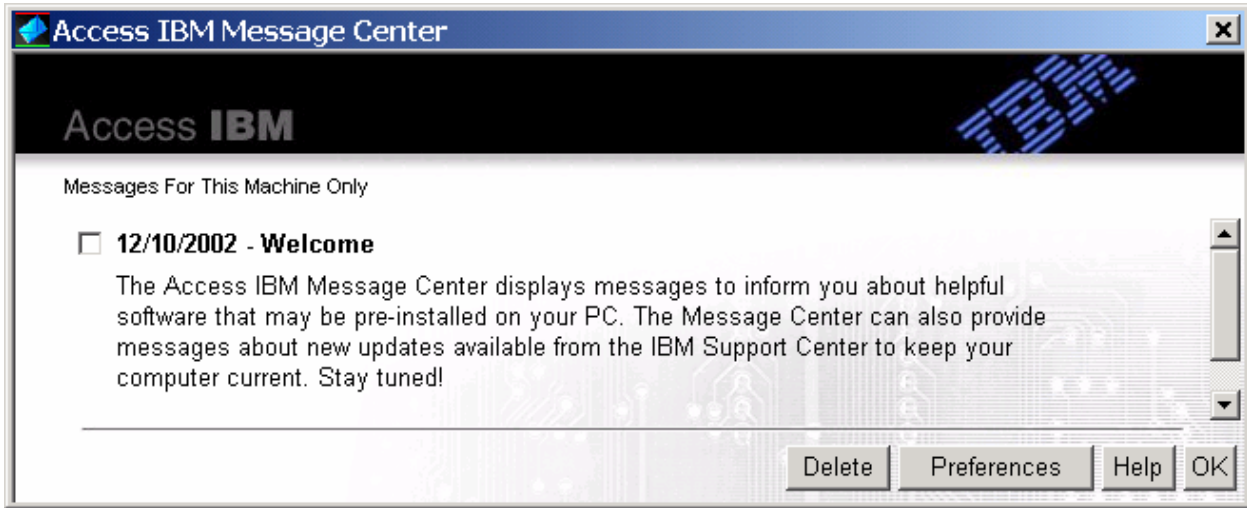 Access IBM Message Center
IBM
Access IBM
Messages For This Machine Only
12/10/2002 - Welcome
The Access IBM Message Center displays messages to inform you about helpful
software that may be pre-installed on your PC. The Message Center can also provide
messages about new updates available from the IBM Support Center to keep your
computer current. Stay tuned!
Delete Preferences Help OK